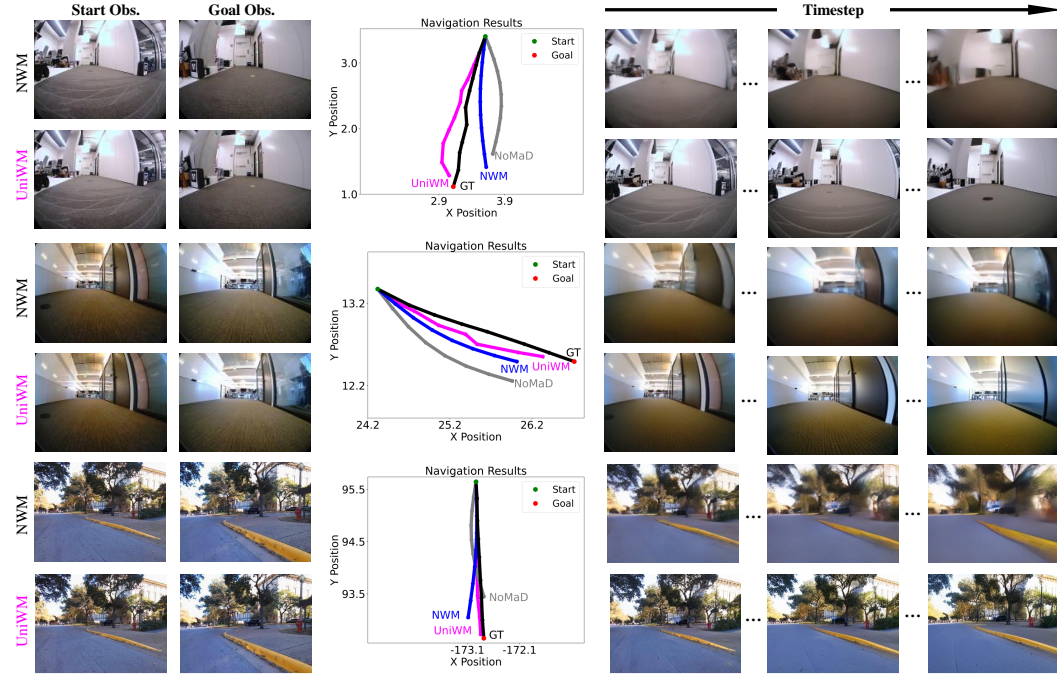 Start Obs.
Goal Obs.
Timestep
NWM
UniWM
Navigation Results
Start
Goal
3.0
2.0
1.0
Y Position
NoMaD
NWM
UniWM
GT
2.9
3.9
X Position
...
...
...
...
NWM
UniWM
Navigation Results
Start
Goal
13.2
12.2
Y Position
GT
UniWM
NWM
NoMaD
24.2
25.2
26.2
X Position
...
...
...
...
NWM
UniWM
Navigation Results
Start
Goal
95.5
94.5
93.5
Y Position
NoMaD
NWM
UniWM
GT
-173.1
-172.1
X Position
...
...
...
...